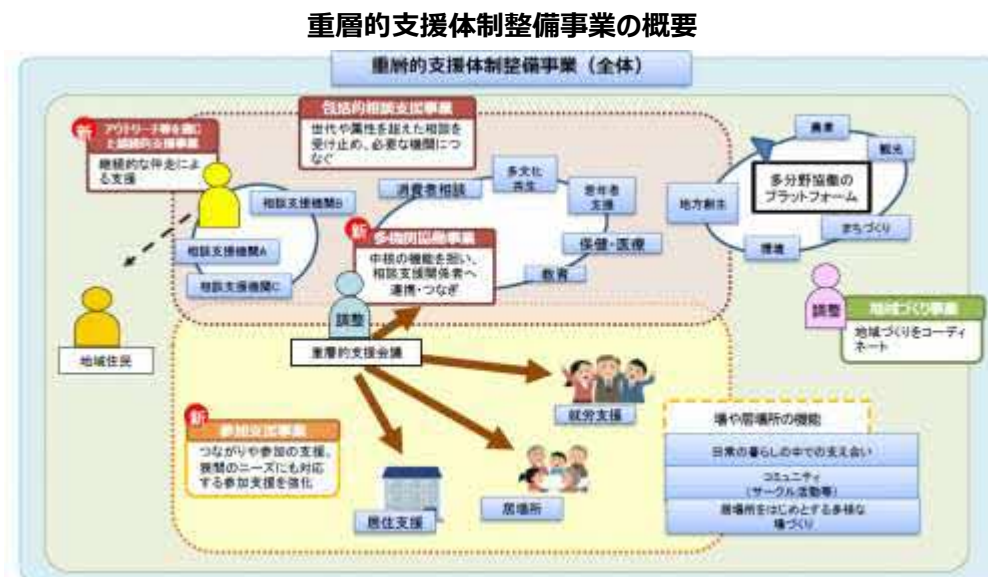 重層的支援体制整備事業の概要
重層的支援体制整備事業（全体）
新
アウトリーチ等を通じ
た継続的支援事業
継続的な伴走によ
る支援
包括的相談支援事業
世代や属性を超えた相談を
受け止め、必要な機関につ
なぐ
相談支援機関B
相談支援機関A
相談支援機関C
地域住民
消費者相談
多文化
共生
若年者
支援
保健・医療
教育
新
多機関協働事業
中核の機能を担い、
相談支援関係者へ
連携・つなぎ
調整
重層的支援会議
農業
観光
地方創生
多分野協働の
プラットフォーム
まちづくり
環境
調整
地域づくり事業
地域づくりをコーディ
ネート
新
参加支援事業
つながりや参加の支援。
狭間のニーズにも対応
する参加支援を強化
就労支援
居場所
居住支援
場や居場所の機能
日常の暮らしの中での支え合い
コミュニティ
（サークル活動等）
居場所をはじめとする多様な
場づくり